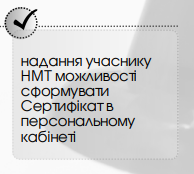 надання учаснику
НМТ можливості
сформувати
Сертифікат в
персональному
кабінеті